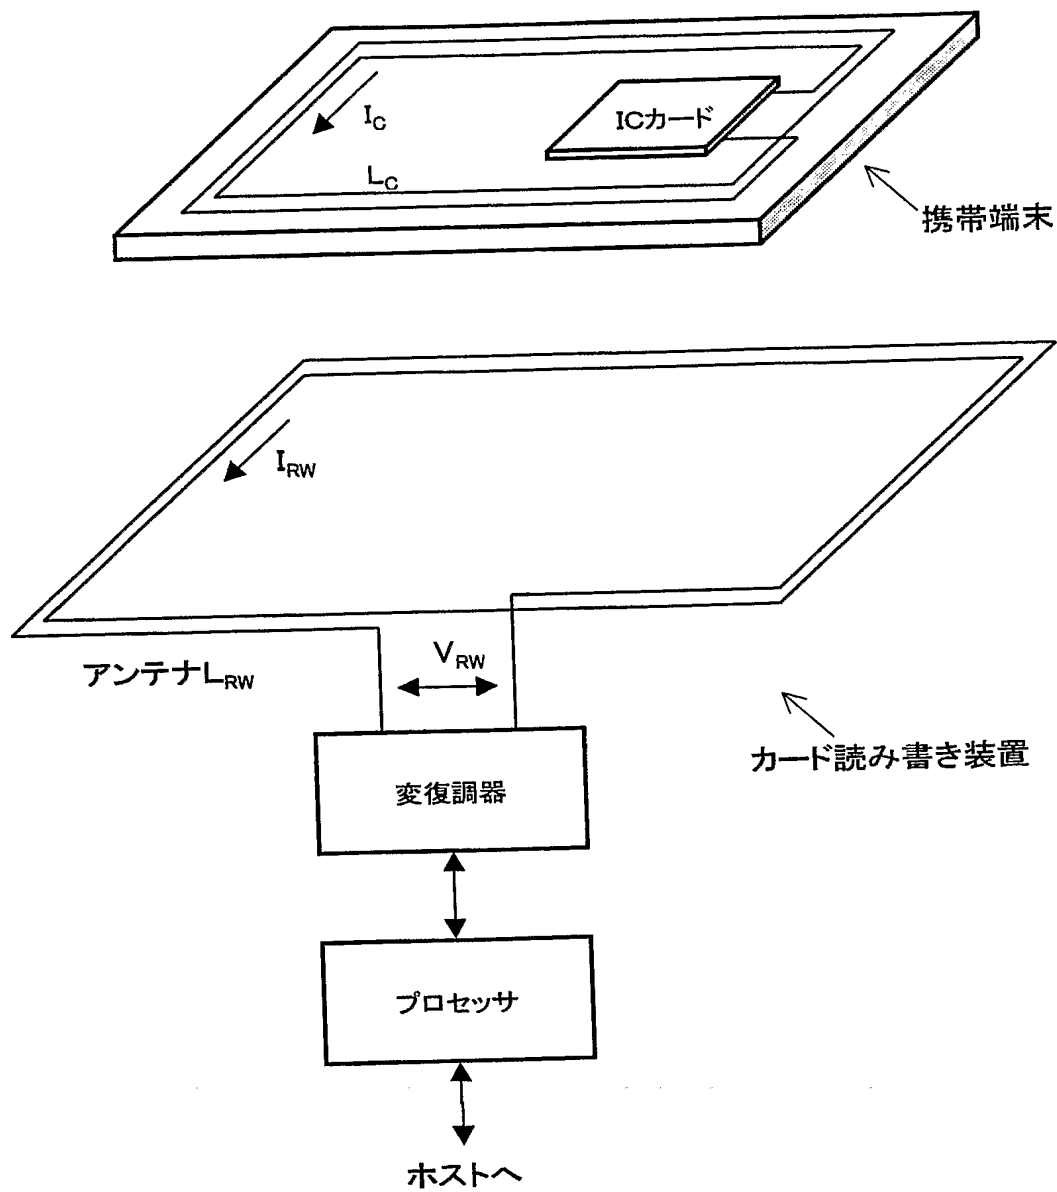 I_C
ICカード
L_C
携帯端末
I_RW
V_RW
アンテナL_RW
カード読み書き装置
変復調器
プロセッサ
ホストへ